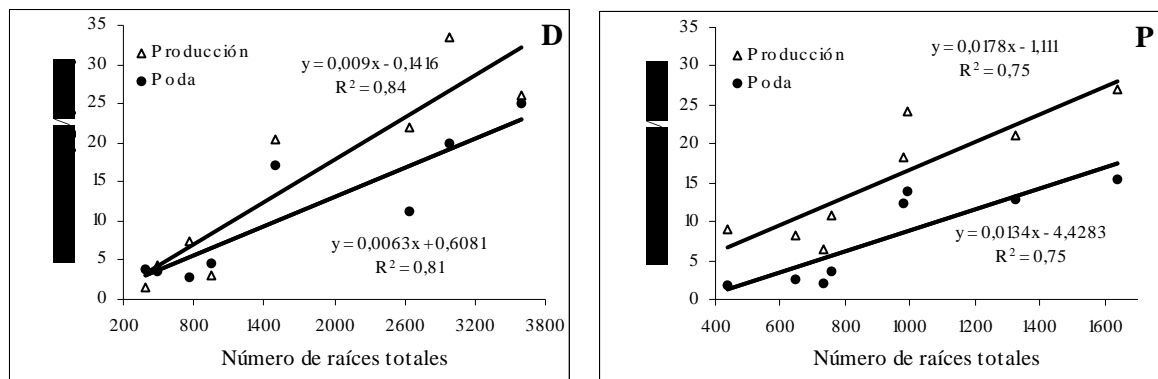 D
Producción
Poda
y = 0,009x - 0,1416
R² = 0,84
y = 0,0063x + 0,6081
R² = 0,81
35
30
25
20
15
10
5
0
200 800 1400 2000 2600 3200 3800
Número de raíces totales
P
Producción
Poda
y = 0,0178x - 1,111
R² = 0,75
y = 0,0134x - 4,4283
R² = 0,75
35
30
25
20
15
10
5
0
400 600 800 1000 1200 1400 1600
Número de raíces totales